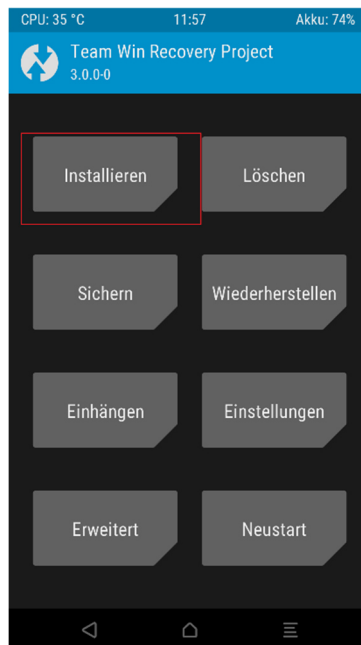 CPU: 35 °C 11:57 Akku: 74%
Team Win Recovery Project
3.0.0-0
Installieren Löschen
Sichern Wiederherstellen
Einhängen Einstellungen
Erweitert Neustart